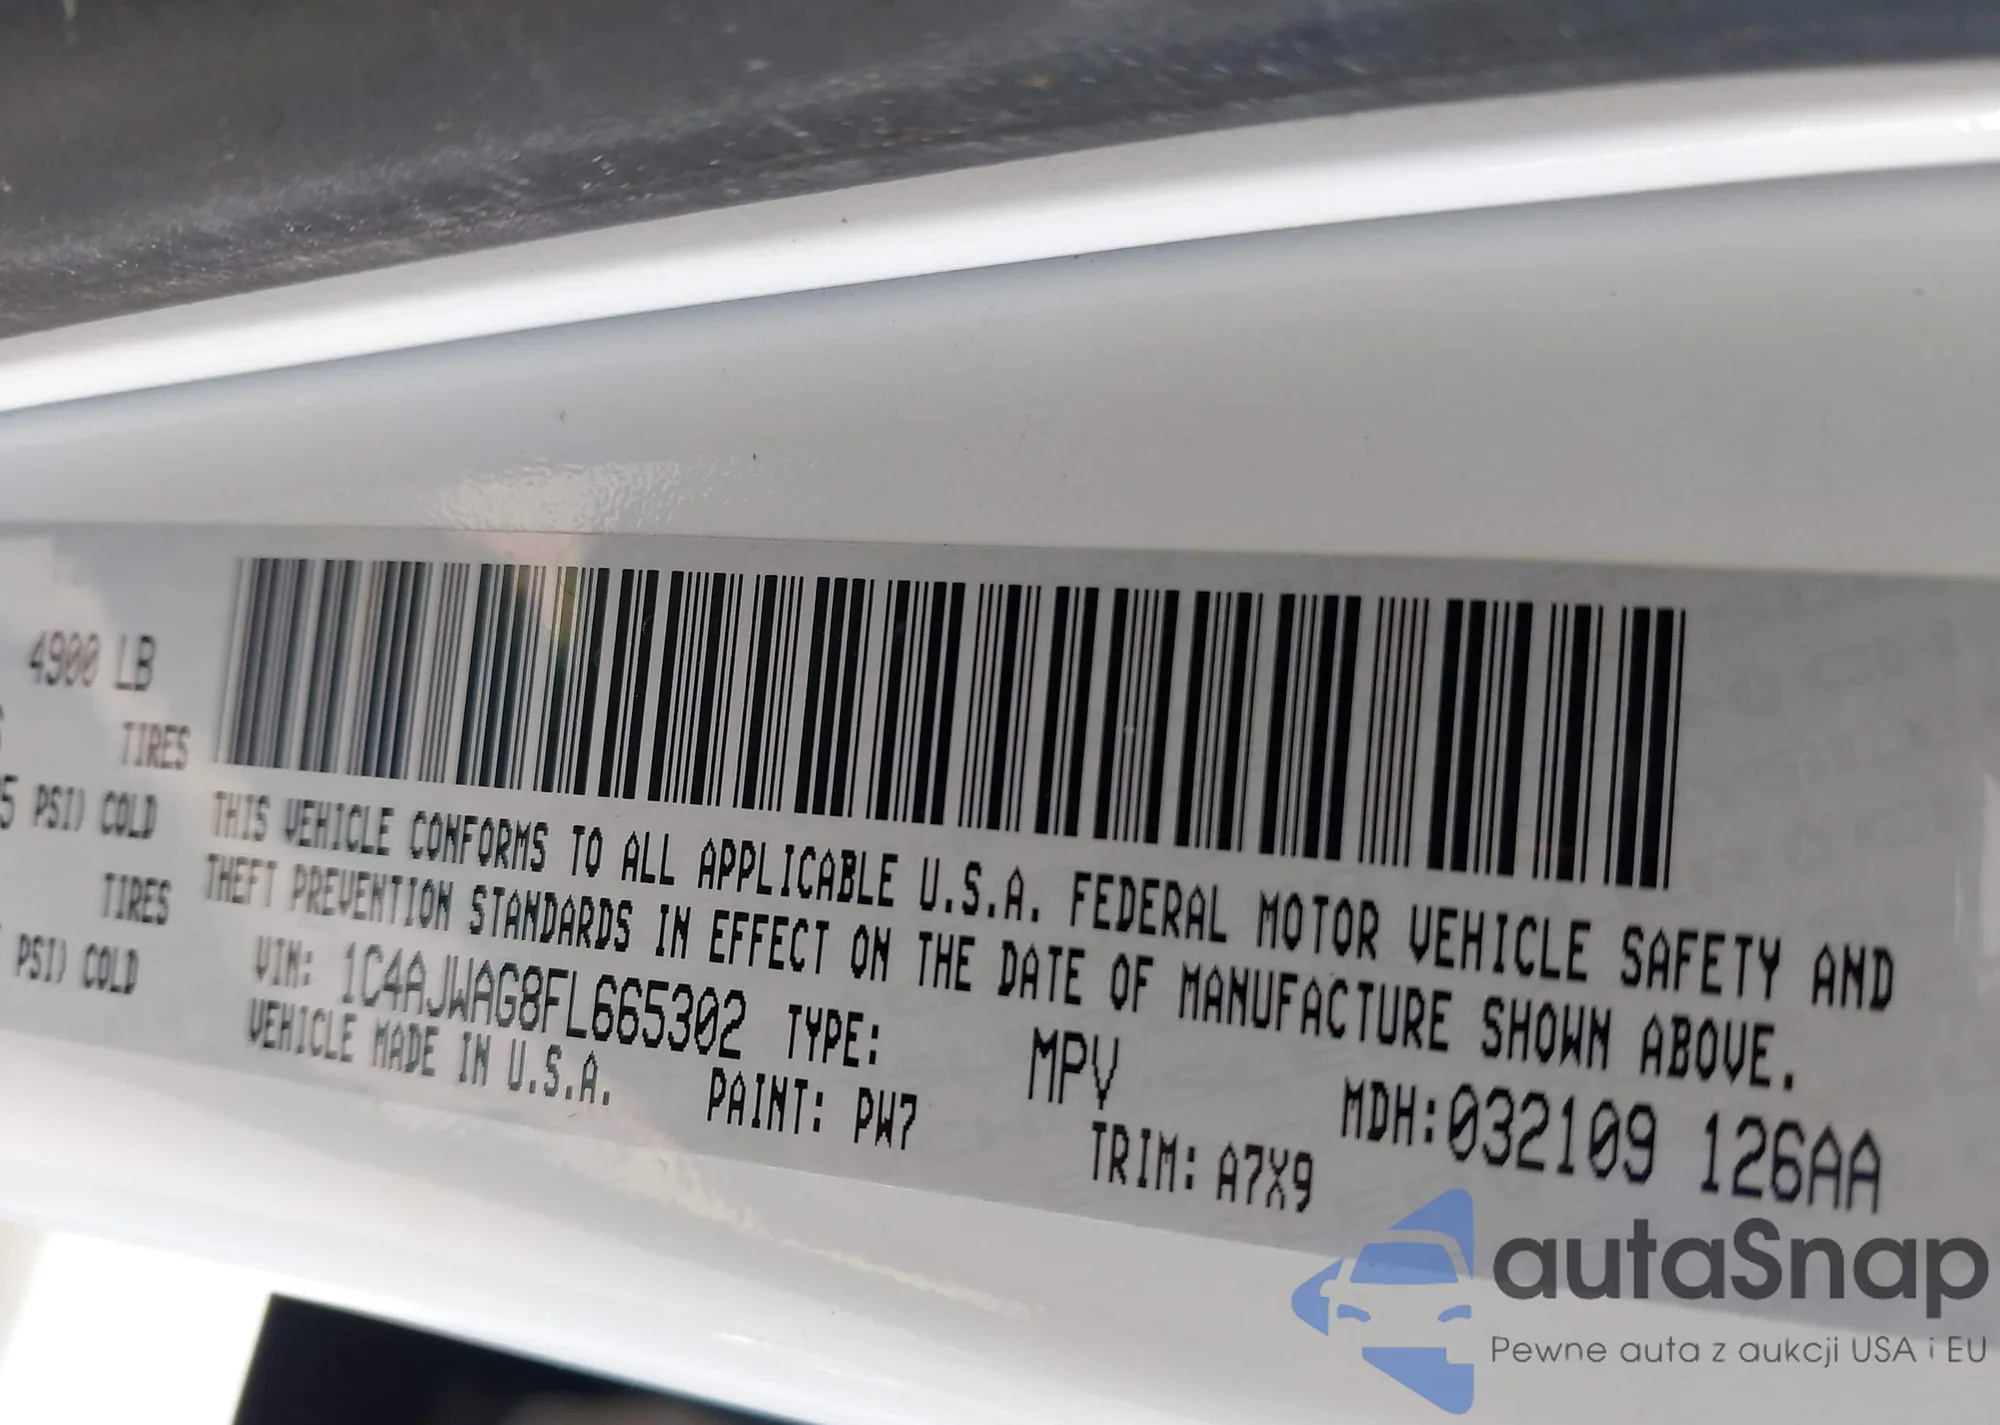 4900 LB
TIRES
5 PSI) COLD
TIRES
PSI) COLD
THIS VEHICLE CONFORMS TO ALL APPLICABLE U.S.A. FEDERAL MOTOR VEHICLE SAFETY AND
THEFT PREVENTION STANDARDS IN EFFECT ON THE DATE OF MANUFACTURE SHOWN ABOVE.
VIN: 1C4AJWAG8FL665302 TYPE: MPV MDH:032109 126AA
VEHICLE MADE IN U.S.A. PAINT: PW7 TRIM: A7X9
autaSnap
Pewne auta z aukcji USA i EU